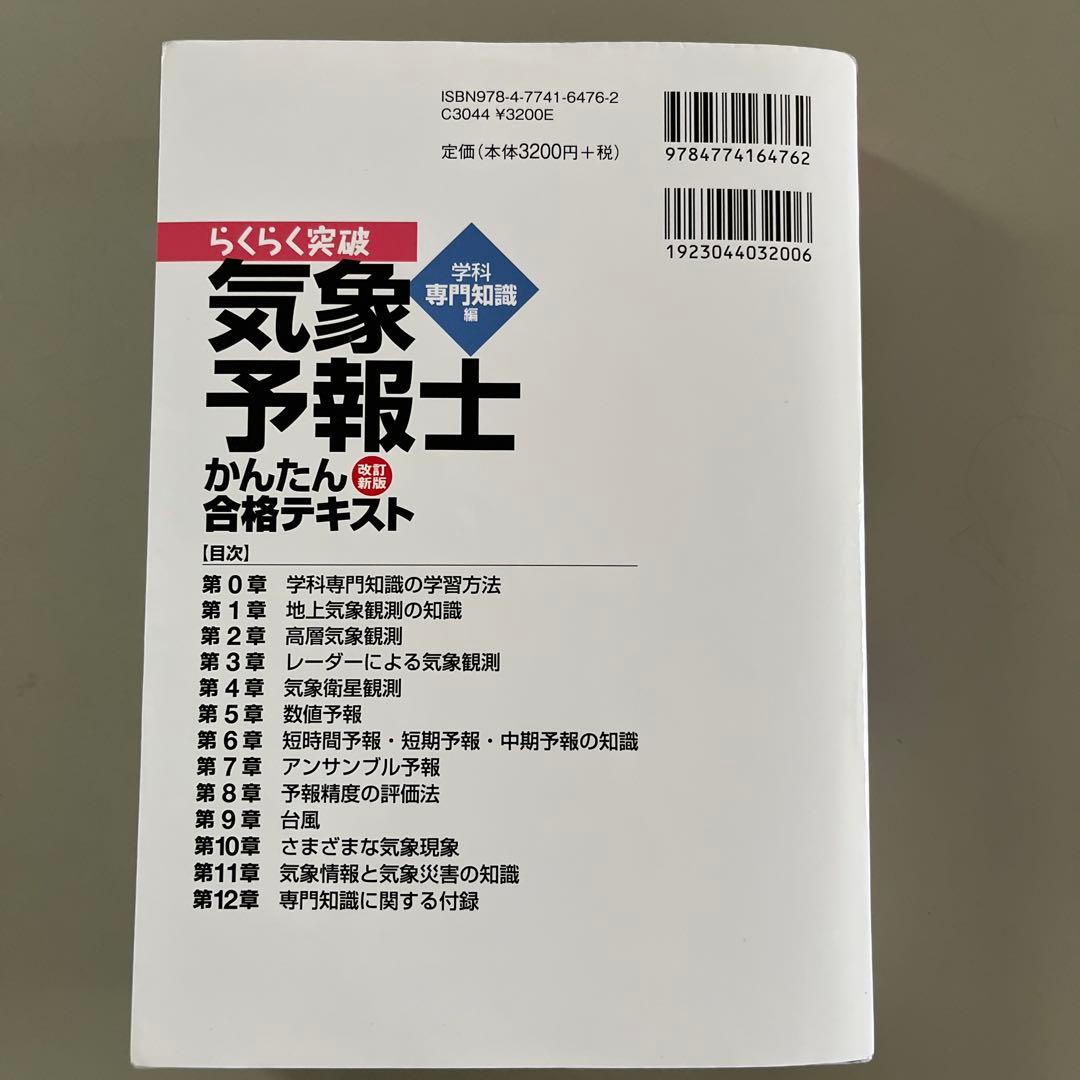 ISBN978-4-7741-6476-2
C3044 ¥3200E
定価(本体3200円+税)
9784774164762
1923044032006
らくらく突破
学科
専門知識
編
気象
予報士
かんたん
改訂
新版
合格テキスト
【目次】
第0章 学科専門知識の学習方法
第1章 地上気象観測の知識
第2章 高層気象観測
第3章 レーダーによる気象観測
第4章 気象衛星観測
第5章 数値予報
第6章 短時間予報・短期予報・中期予報の知識
第7章 アンサンブル予報
第8章 予報精度の評価法
第9章 台風
第10章 さまざまな気象現象
第11章 気象情報と気象災害の知識
第12章 専門知識に関する付録